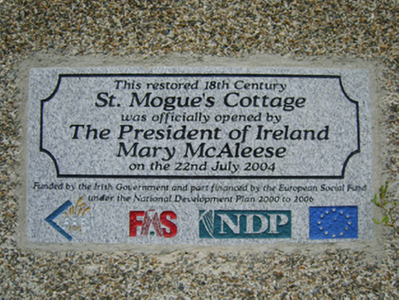 This restored 18th Century
St. Mogue's Cottage
was officially opened by
The President of Ireland
Mary McAleese
on the 22nd July 2004
Funded by the Irish Government and part financed by the European Social Fund
under the National Development Plan 2000 to 2006
FÁS
NDP